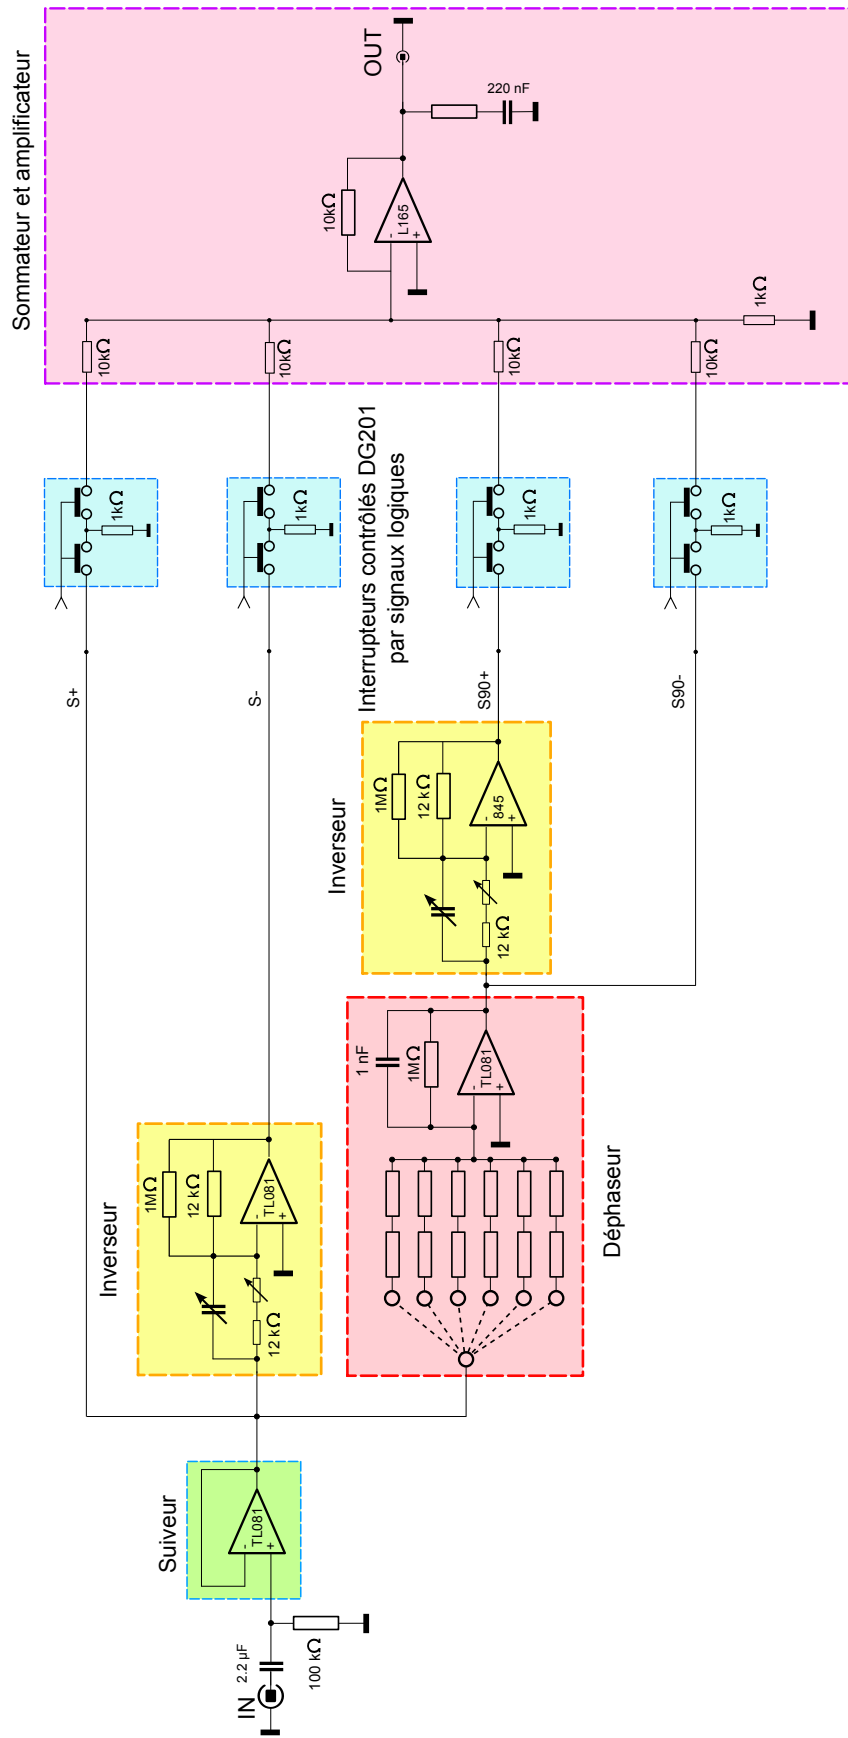 Sommateur et amplificateur
OUT
220 nF
10kΩ
L165
-
+
1kΩ
10kΩ
10kΩ
10kΩ
10kΩ
1kΩ
1kΩ
1kΩ
1kΩ
Interrupteurs contrôlés DG201
par signaux logiques
S+
S-
S90+
S90-
Inverseur
1MΩ
12 kΩ
845
-
+
12 kΩ
Inverseur
1MΩ
12 kΩ
TL081
-
+
12 kΩ
1 nF
1MΩ
TL081
-
+
Déphaseur
Suiveur
TL081
-
+
2.2 µF
100 kΩ
IN